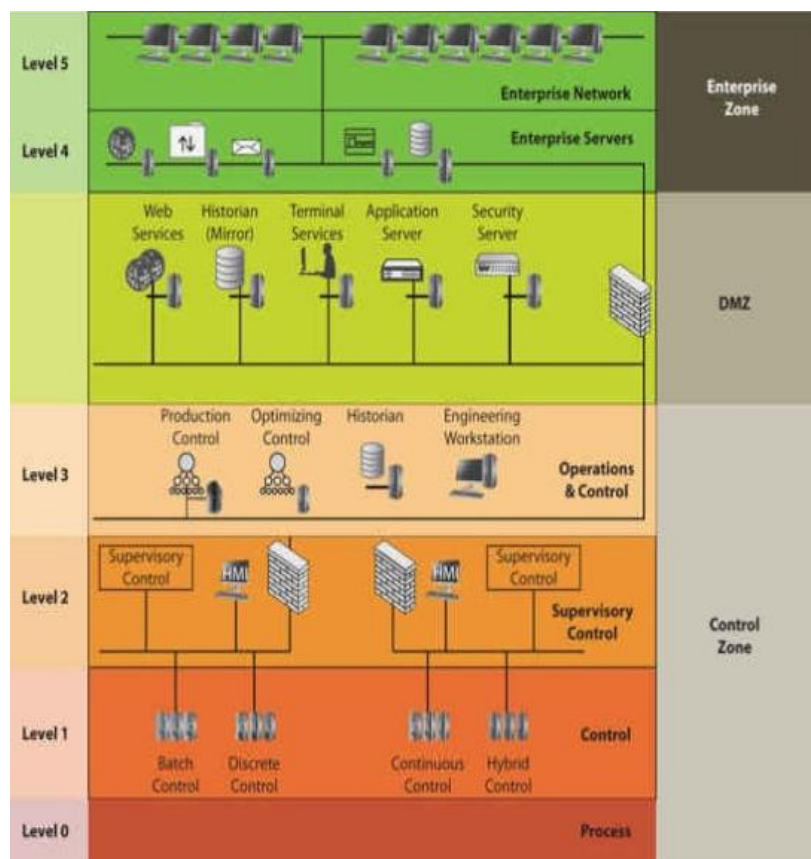 Level 5
Enterprise Network
Enterprise
Zone
Level 4
Enterprise Servers
Web
Services
Historian
(Mirror)
Terminal
Services
Application
Server
Security
Server
DMZ
Production
Control
Optimizing
Control
Historian
Engineering
Workstation
Level 3
Operations
& Control
Supervisory
Control
HMI
HMI
Supervisory
Control
Level 2
Supervisory
Control
Control
Zone
Level 1
Control
Batch
Control
Discrete
Control
Continuous
Control
Hybrid
Control
Level 0
Process